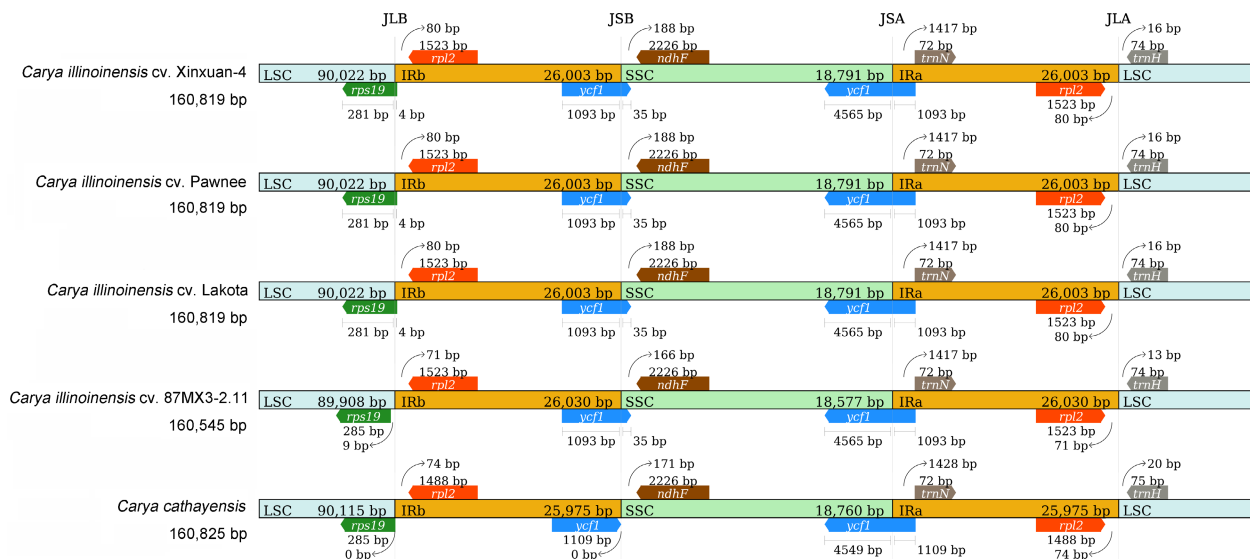 JLB JSB JSA JLA
80 bp 188 bp 1417 bp 16 bp
1523 bp 2226 bp 72 bp 74 bp
rpl2 ndhF trnN trnH
Carya illinoinensis cv. Xinxuan-4
LSC 90,022 bp IRb 26,003 bp SSC 18,791 bp IRa 26,003 bp LSC
rps19 ycf1 ycf1 rpl2
160,819 bp
281 bp 4 bp 1093 bp 35 bp 4565 bp 1093 bp 1523 bp
80 bp
80 bp 188 bp 1417 bp 16 bp
1523 bp 2226 bp 72 bp 74 bp
rpl2 ndhF trnN trnH
Carya illinoinensis cv. Pawnee
LSC 90,022 bp IRb 26,003 bp SSC 18,791 bp IRa 26,003 bp LSC
rps19 ycf1 ycf1 rpl2
160,819 bp
281 bp 4 bp 1093 bp 35 bp 4565 bp 1093 bp 1523 bp
80 bp
80 bp 188 bp 1417 bp 16 bp
1523 bp 2226 bp 72 bp 74 bp
rpl2 ndhF trnN trnH
Carya illinoinensis cv. Lakota
LSC 90,022 bp IRb 26,003 bp SSC 18,791 bp IRa 26,003 bp LSC
rps19 ycf1 ycf1 rpl2
160,819 bp
281 bp 4 bp 1093 bp 35 bp 4565 bp 1093 bp 1523 bp
80 bp
71 bp 166 bp 1417 bp 13 bp
1523 bp 2226 bp 72 bp 74 bp
rpl2 ndhF trnN trnH
Carya illinoinensis cv. 87MX3-2.11
LSC 89,908 bp IRb 26,030 bp SSC 18,577 bp IRa 26,030 bp LSC
rps19 ycf1 ycf1 rpl2
160,545 bp
285 bp 1093 bp 35 bp 4565 bp 1093 bp 1523 bp
9 bp 71 bp
74 bp 171 bp 1428 bp 20 bp
1488 bp 2226 bp 72 bp 75 bp
rpl2 ndhF trnN trnH
Carya cathayensis
LSC 90,115 bp IRb 25,975 bp SSC 18,760 bp IRa 25,975 bp LSC
rps19 ycf1 ycf1 rpl2
160,825 bp
285 bp 1109 bp 4549 bp 1109 bp 1488 bp
0 bp 0 bp 74 bp